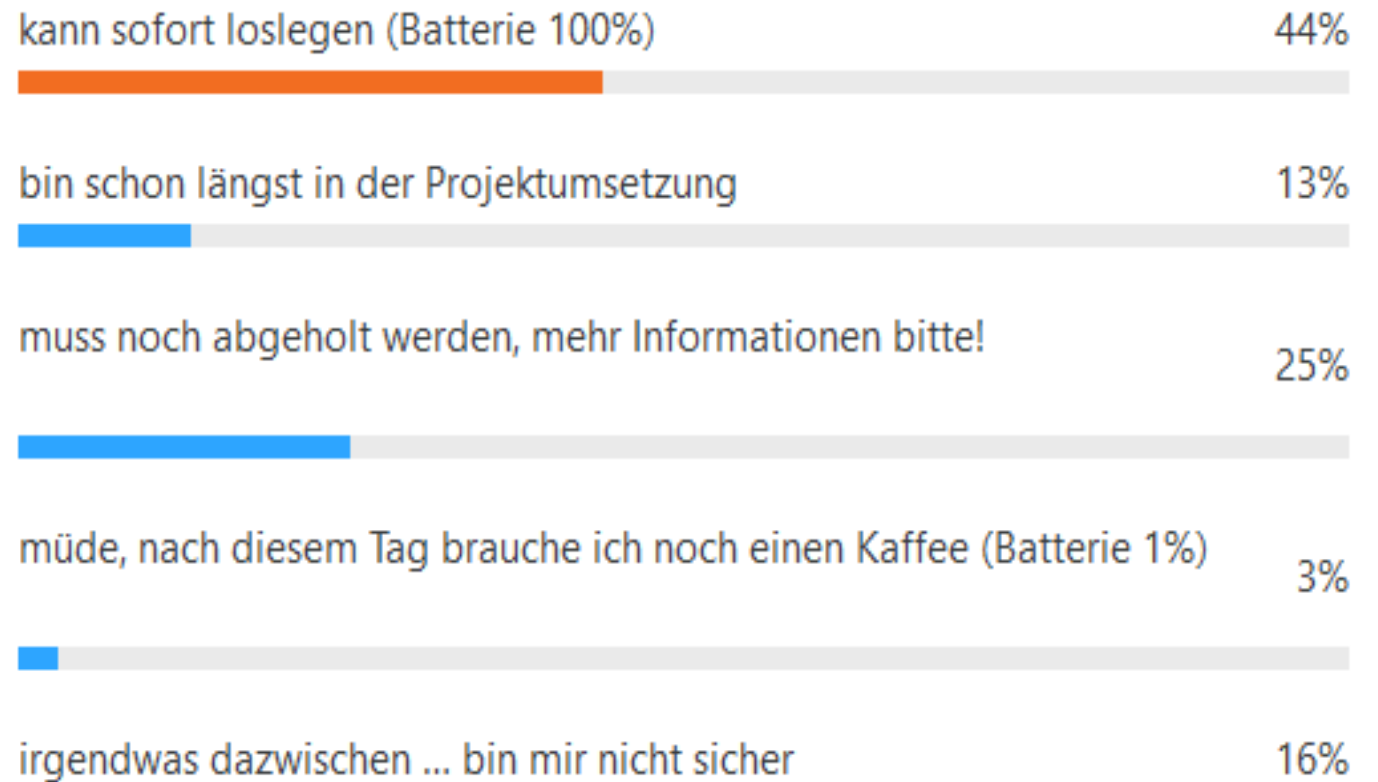 kann sofort loslegen (Batterie 100%) 44%
bin schon längst in der Projektumsetzung 13%
muss noch abgeholt werden, mehr Informationen bitte!
25%
müde, nach diesem Tag brauche ich noch einen Kaffee (Batterie 1%)
3%
irgendwas dazwischen ... bin mir nicht sicher 16%